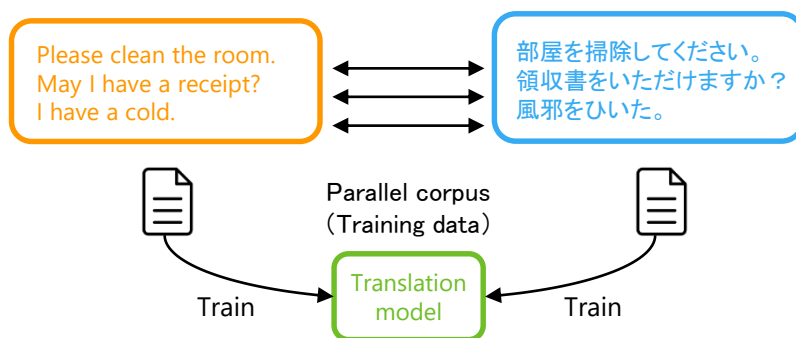 Please clean the room.
May I have a receipt?
I have a cold.
部屋を掃除してください。
領収書をいただけますか？
風邪をひいた。
Parallel corpus
（Training data）
Translation
model
Train
Train